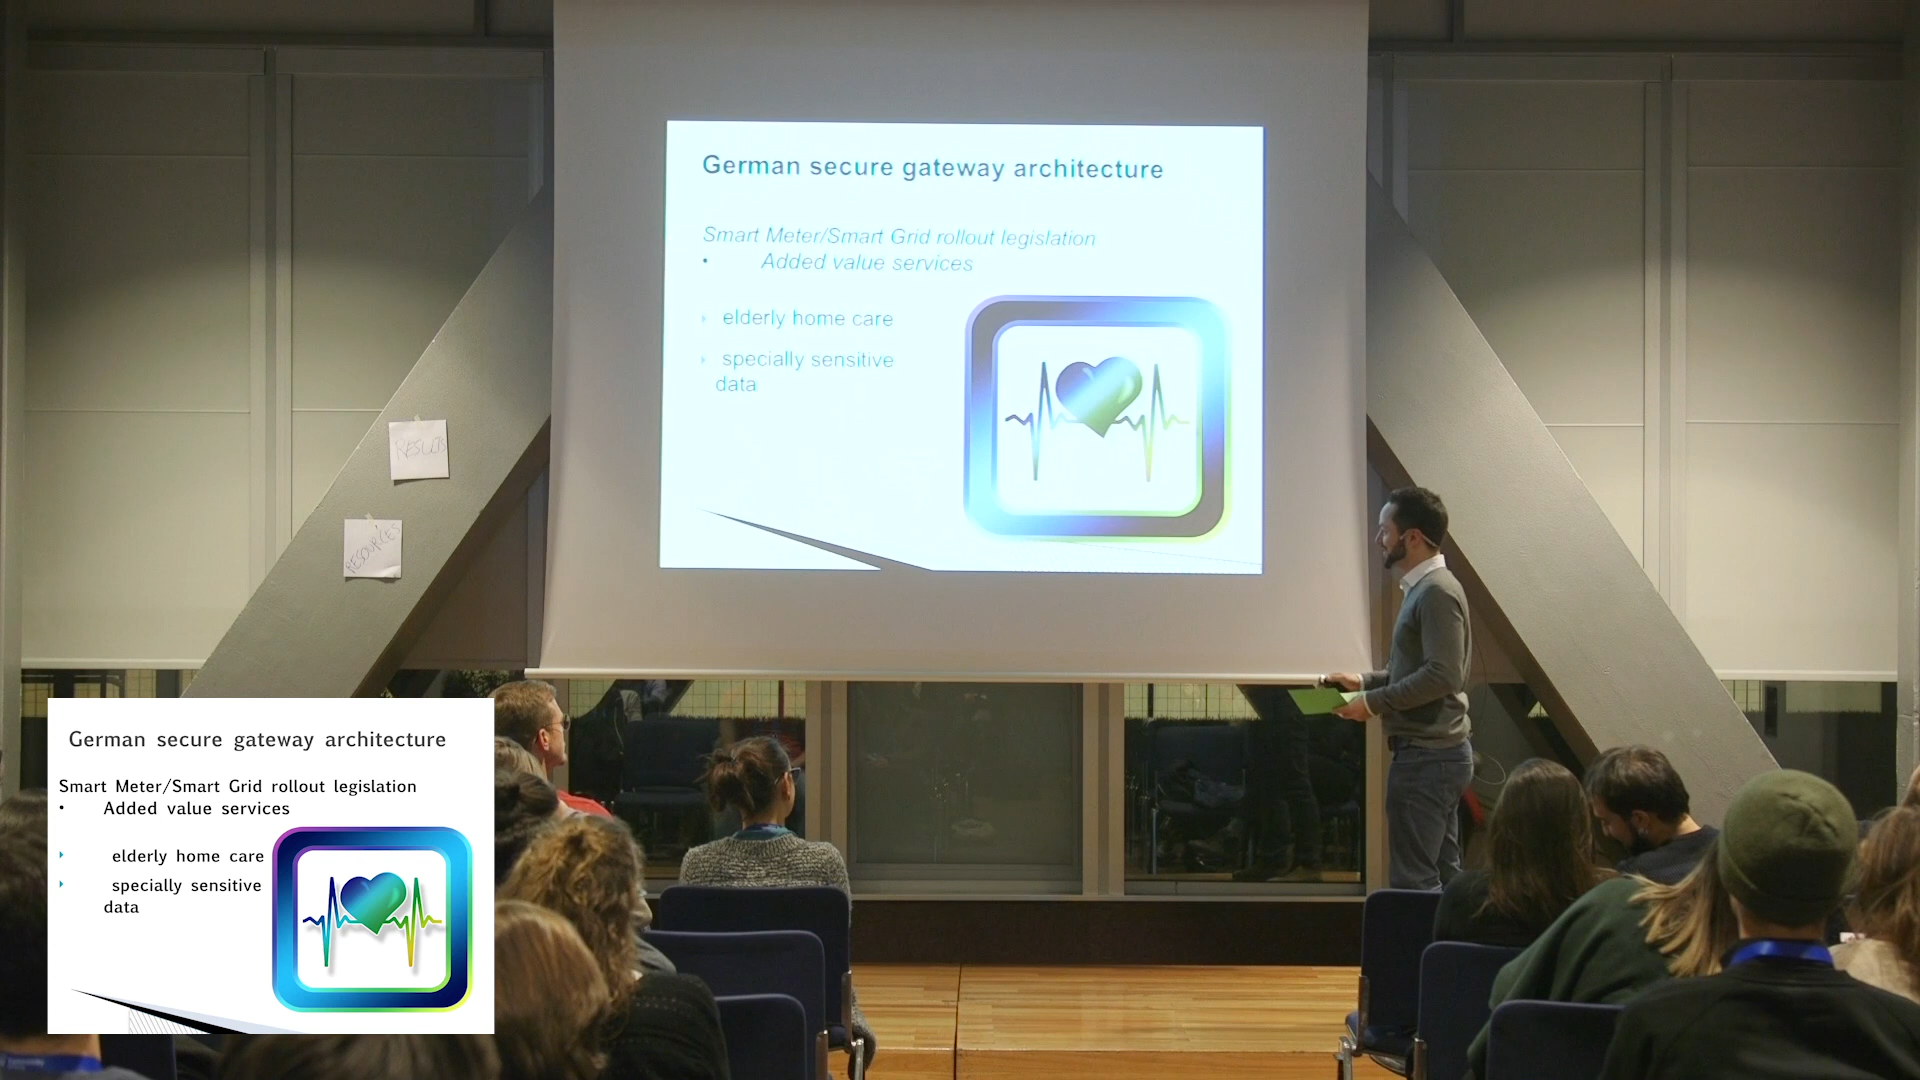 German secure gateway architecture
Smart Meter/Smart Grid rollout legislation
• Added value services
elderly home care
specially sensitive
data
RESULTS
RESOURCES
German secure gateway architecture
Smart Meter/Smart Grid rollout legislation
• Added value services
elderly home care
specially sensitive
data